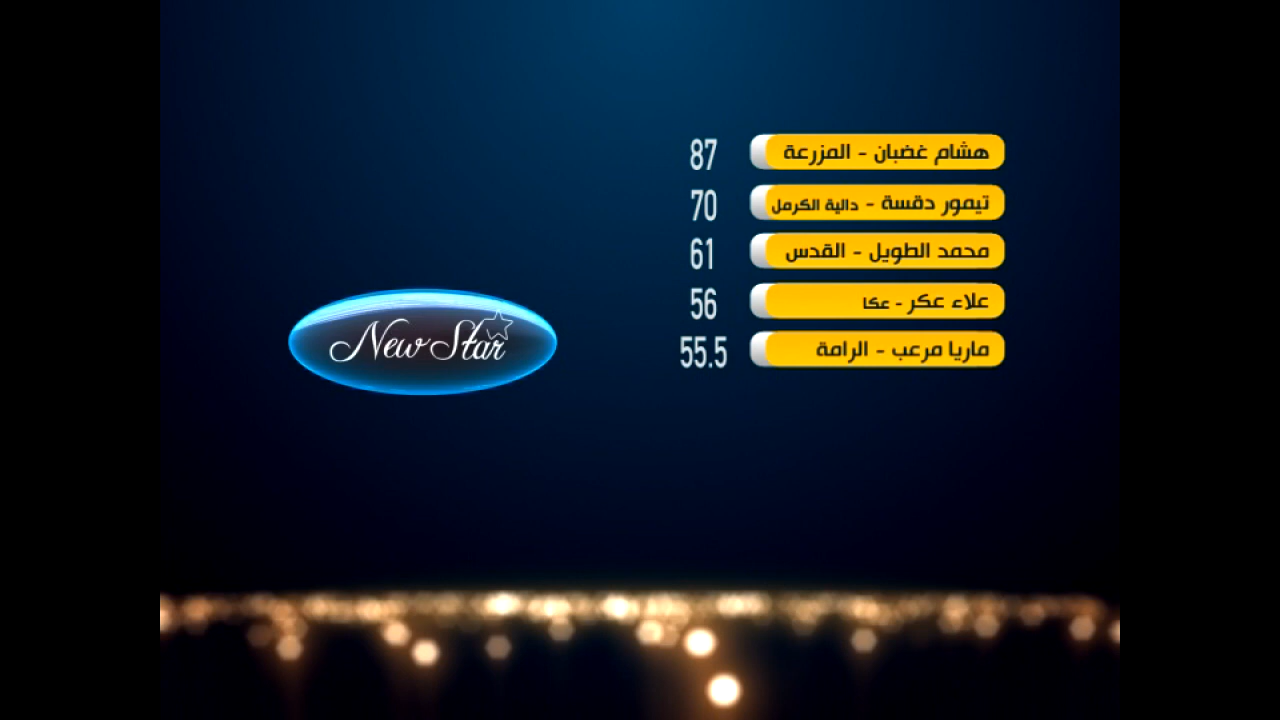 هشام غضبان - المزرعة 87
تيمور دقسة - دالية الكرمل 70
محمد الطويل - القدس 61
علاء عكر - عكا 56
ماريا مرعب - الرامة 55.5
New Star